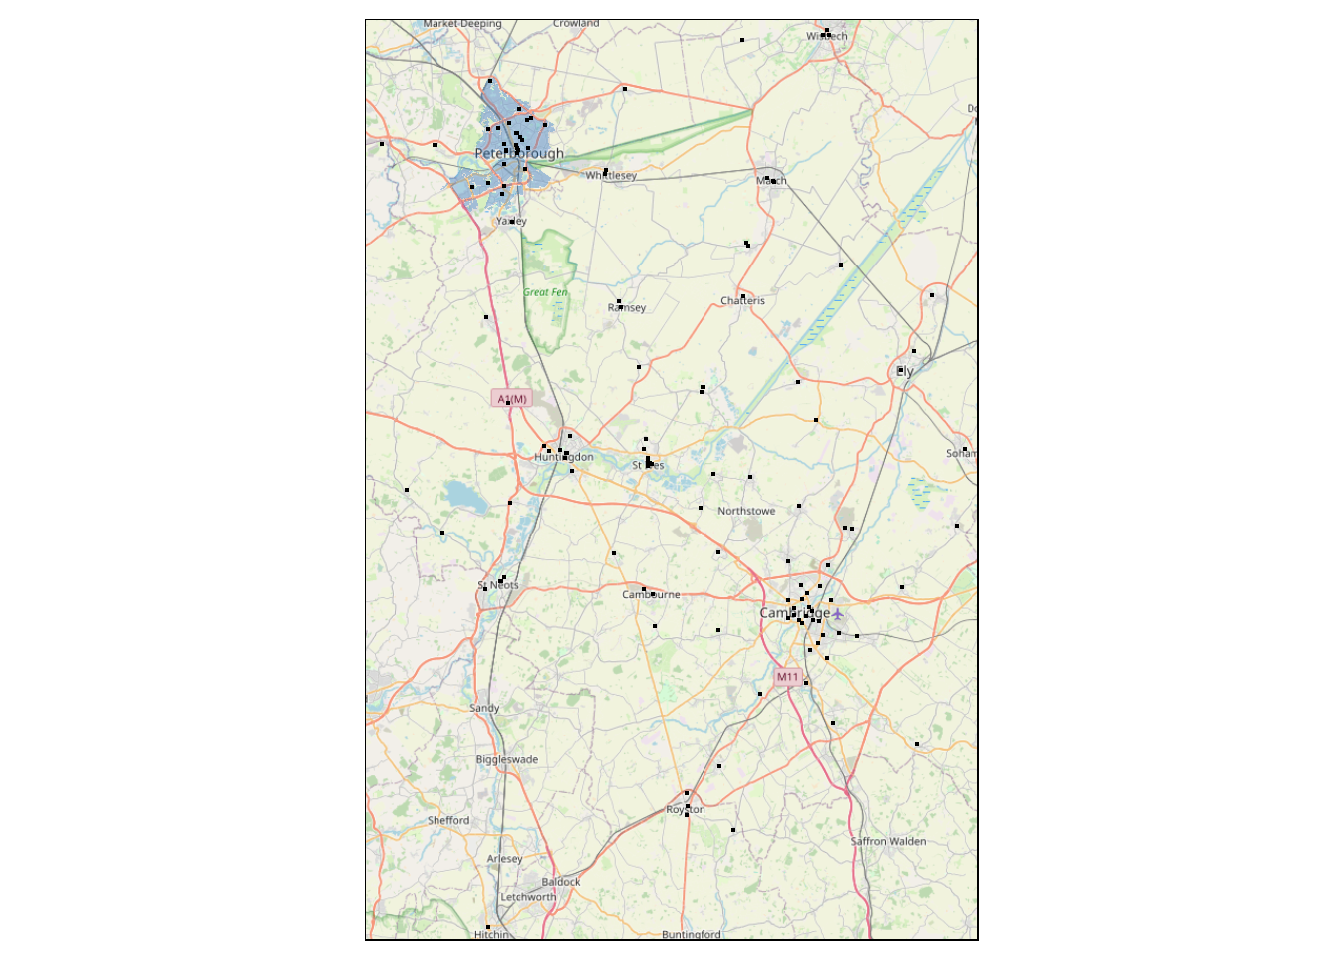 Market Deeping
Crowland
Wisbech
Peterborough
Whittlesey
March
Yaxley
Great Fen
Ramsey
Chatteris
Ely
A1(M)
Huntingdon
St Ives
Soham
Northstowe
St Neots
Cambourne
Cambridge
M11
Sandy
Biggleswade
Royston
Shefford
Saffron Walden
Arlesey
Baldock
Letchworth
Hitchin
Buntingford